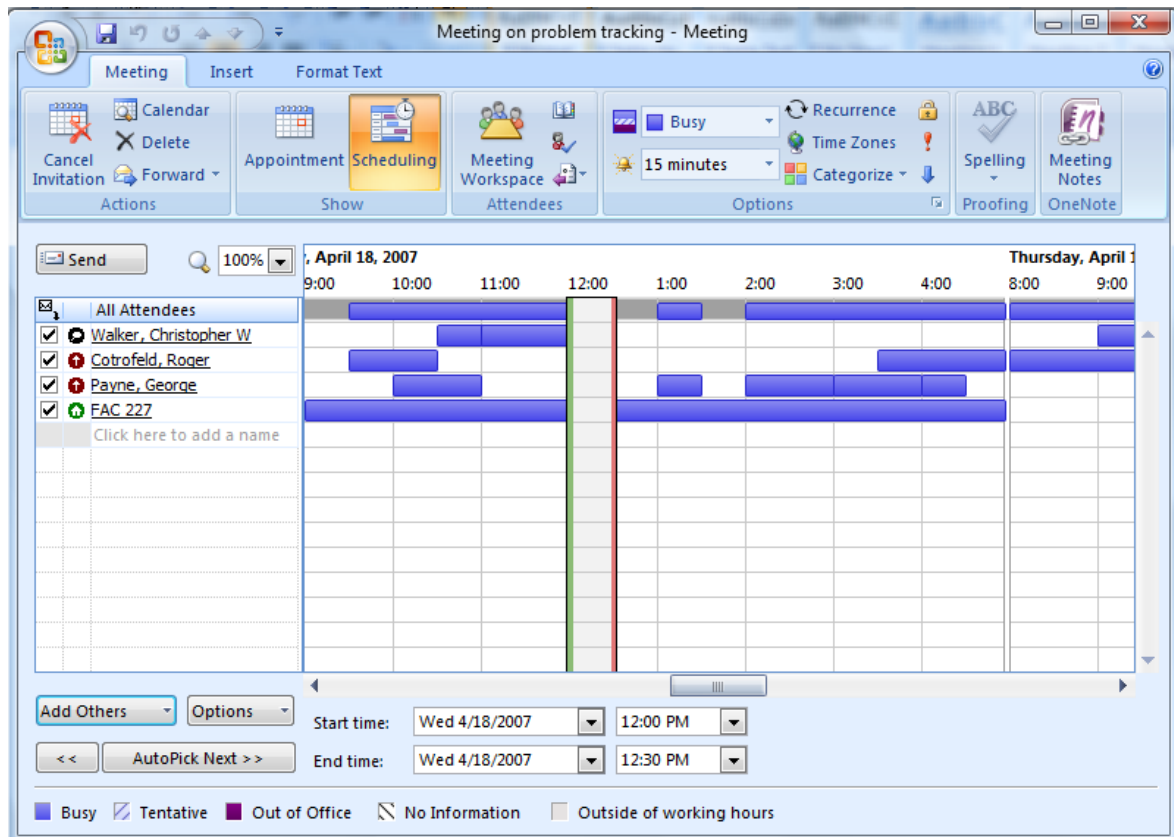 Meeting on problem tracking - Meeting
Meeting Insert Format Text
Cancel Invitation
Calendar
Delete
Forward
Actions
Appointment Scheduling
Show
Meeting Workspace
Attendees
Busy
15 minutes
Recurrence
Time Zones
Categorize
Options
ABC
Spelling
Proofing
Meeting Notes
OneNote
Send 100%
, April 18, 2007 Thursday, April 1
9:00 10:00 11:00 12:00 1:00 2:00 3:00 4:00 8:00 9:00
All Attendees
Walker, Christopher W
Cotrofeld, Roger
Payne, George
FAC 227
Click here to add a name
Add Others Options
Start time: Wed 4/18/2007 12:00 PM
<< AutoPick Next >>
End time: Wed 4/18/2007 12:30 PM
Busy Tentative Out of Office No Information Outside of working hours